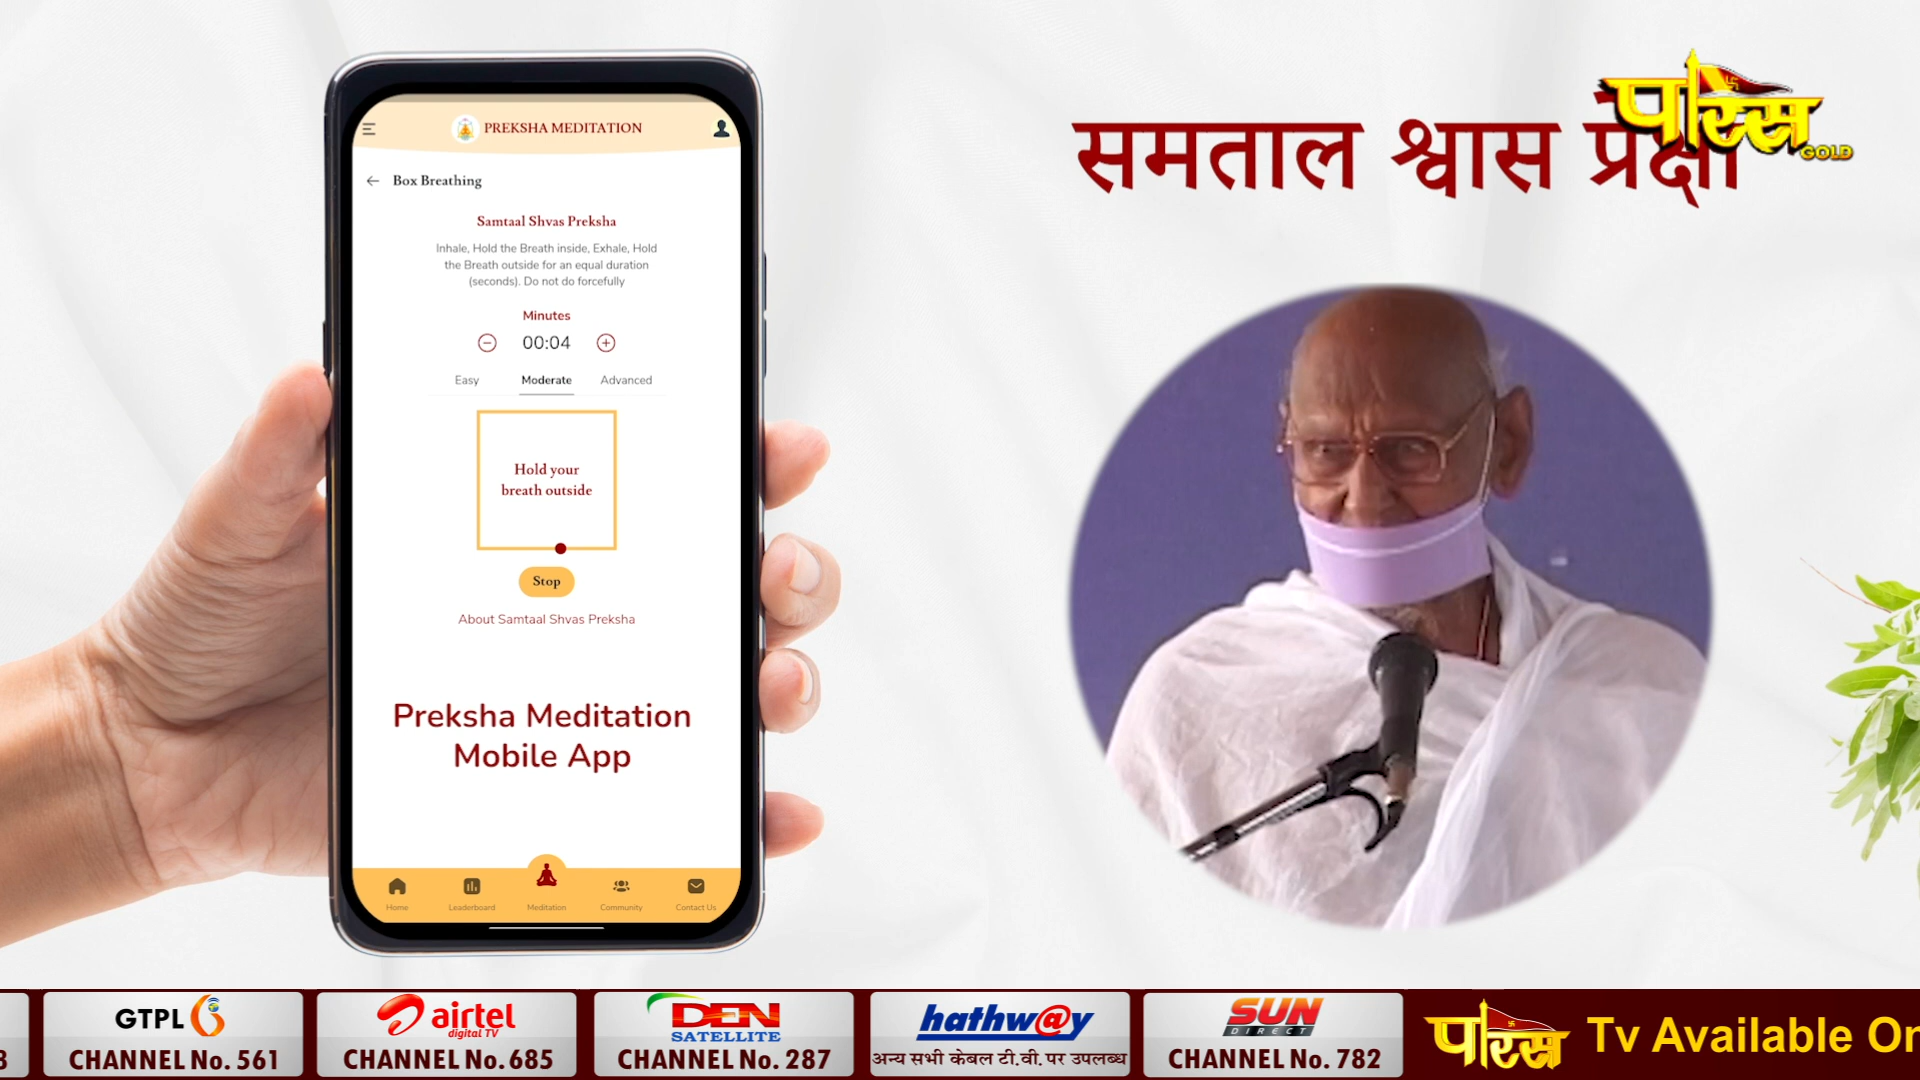 PREKSHA MEDITATION
Box Breathing
Samtaal Shvas Preksha
Inhale, Hold the Breath inside, Exhale, Hold
the Breath outside for an equal duration
(seconds). Do not do forcefully
Minutes
00:04
Easy
Moderate
Advanced
Hold your
breath outside
Stop
About Samtaal Shvas Preksha
Preksha Meditation
Mobile App
Home
Leaderboard
Meditation
Community
Contact Us
समताल श्वास प्रेक्षा
पारस
GOLD
GTPL
CHANNEL No. 561
airtel
digital TV
CHANNEL No. 685
DEN
SATELLITE
CHANNEL No. 287
hathw@y
अन्य सभी केबल टी.वी. पर उपलब्ध
SUN
DIRECT
CHANNEL No. 782
पारस Tv Available On